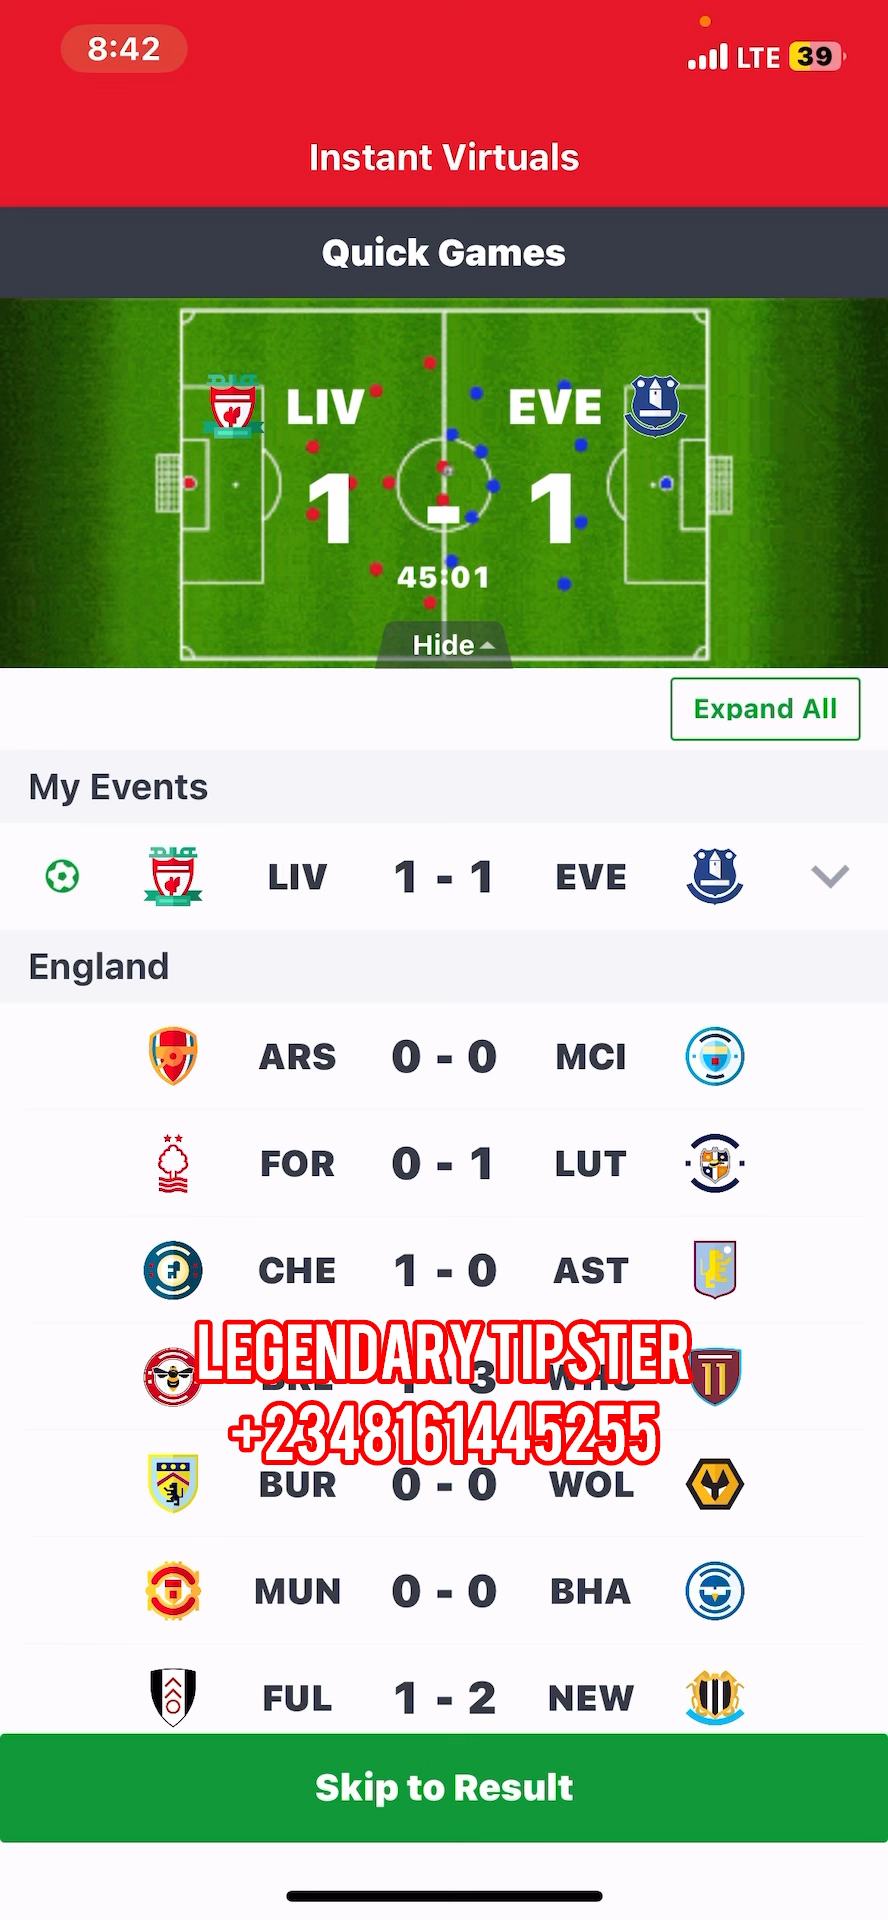 8:42
LTE 39
Instant Virtuals
Quick Games
LIV EVE
1 - 1
45:01
Hide
Expand All
My Events
LIV 1 - 1 EVE
England
ARS 0 - 0 MCI
FOR 0 - 1 LUT
CHE 1 - 0 AST
LEGENDARY TIPSTER
3 WHU
+2348161445255
BUR 0 - 0 WOL
MUN 0 - 0 BHA
FUL 1 - 2 NEW
Skip to Result